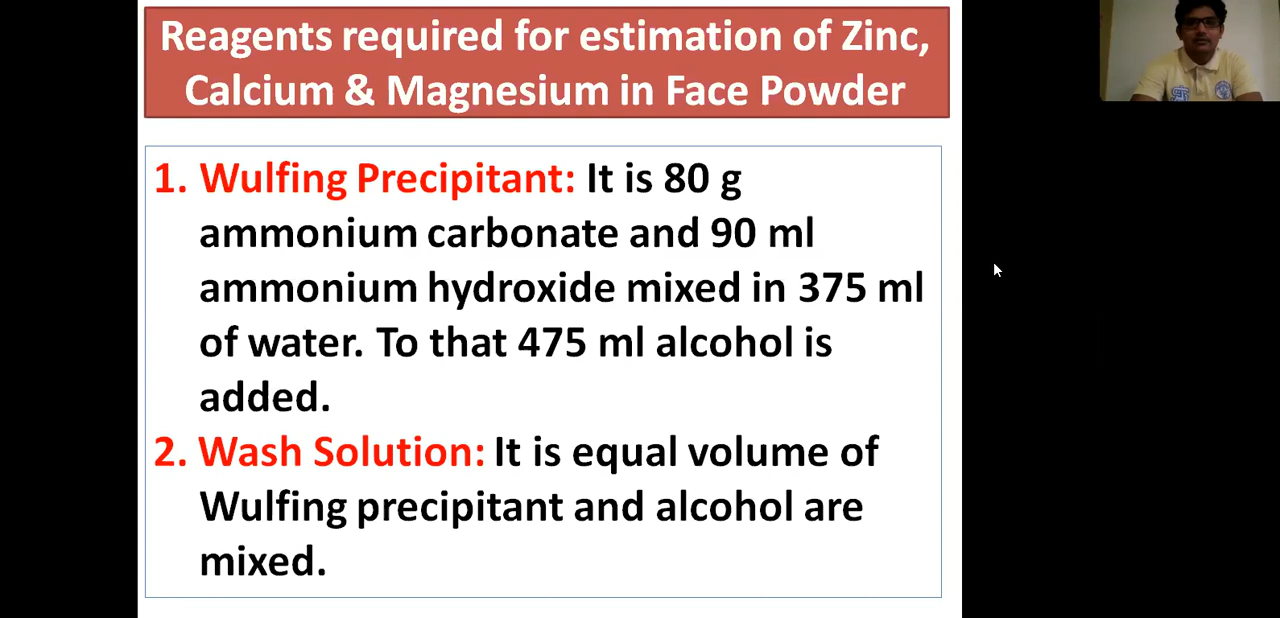 Reagents required for estimation of Zinc,
Calcium & Magnesium in Face Powder
1. Wulfing Precipitant: It is 80 g
ammonium carbonate and 90 ml
ammonium hydroxide mixed in 375 ml
of water. To that 475 ml alcohol is
added.
2. Wash Solution: It is equal volume of
Wulfing precipitant and alcohol are
mixed.